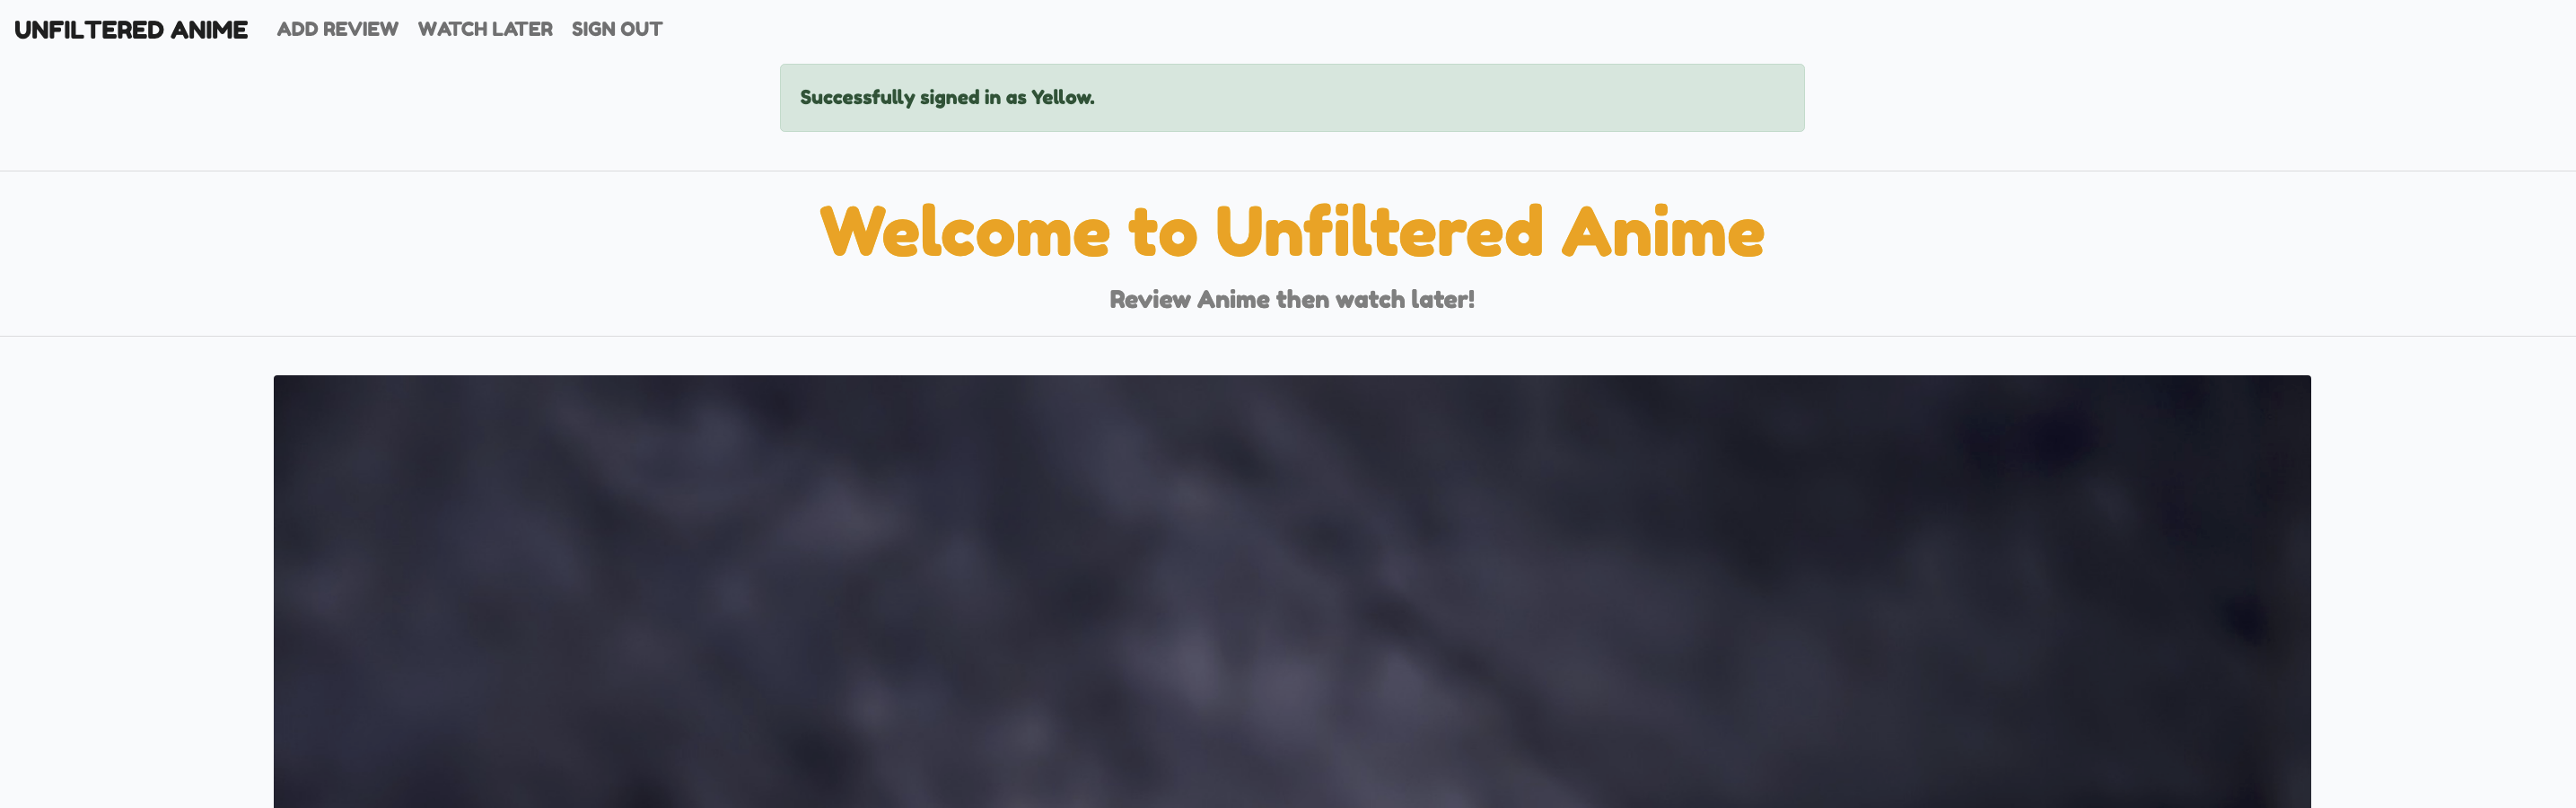 UNFILTERED ANIME ADD REVIEW WATCH LATER SIGN OUT
Successfully signed in as Yellow.
Welcome to Unfiltered Anime
Review Anime then watch later!